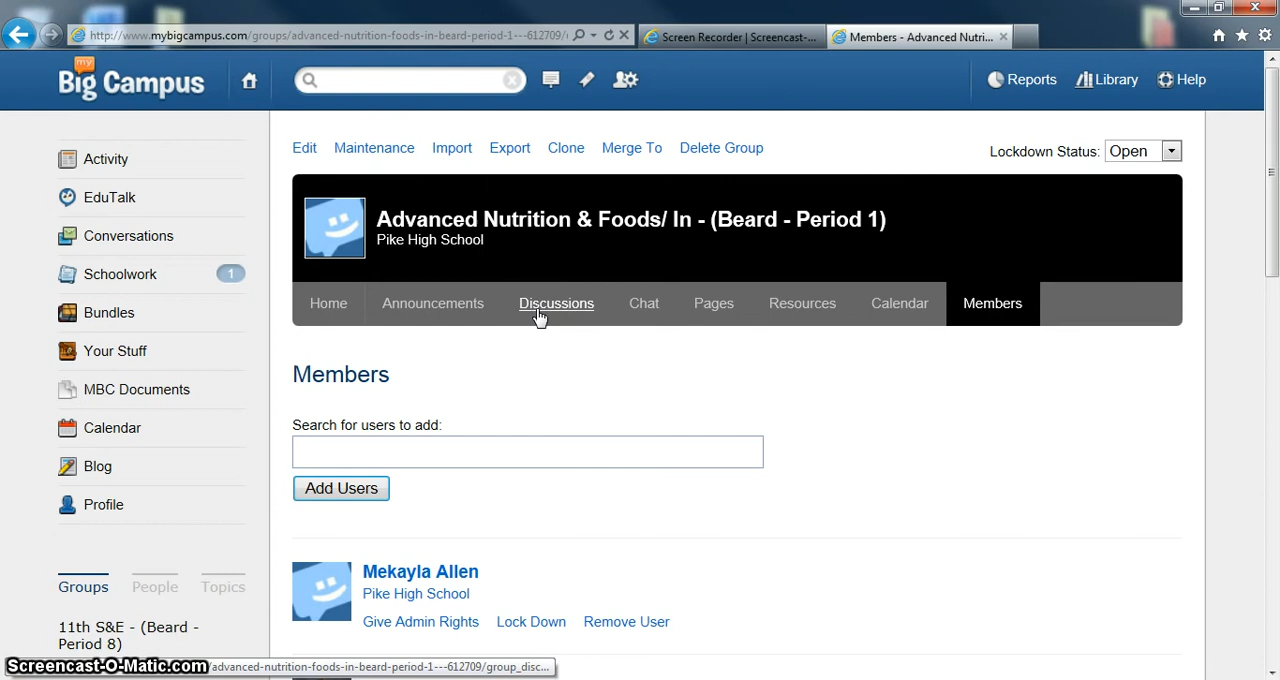 http://www.mybigcampus.com/groups/advanced-nutrition-foods-in-beard-period-1---612709/
Screen Recorder | Screencast-...
Members - Advanced Nutri...
my
Big Campus
Reports
Library
Help
Activity
EduTalk
Conversations
Schoolwork 1
Bundles
Your Stuff
MBC Documents
Calendar
Blog
Profile
Groups People Topics
11th S&E - (Beard -
Period 8)
Edit Maintenance Import Export Clone Merge To Delete Group
Lockdown Status: Open
Advanced Nutrition & Foods/ In - (Beard - Period 1)
Pike High School
Home Announcements Discussions Chat Pages Resources Calendar Members
Members
Search for users to add:
Add Users
Mekayla Allen
Pike High School
Give Admin Rights Lock Down Remove User
Screencast-O-Matic.com
/advanced-nutrition-foods-in-beard-period-1---612709/group_disc...